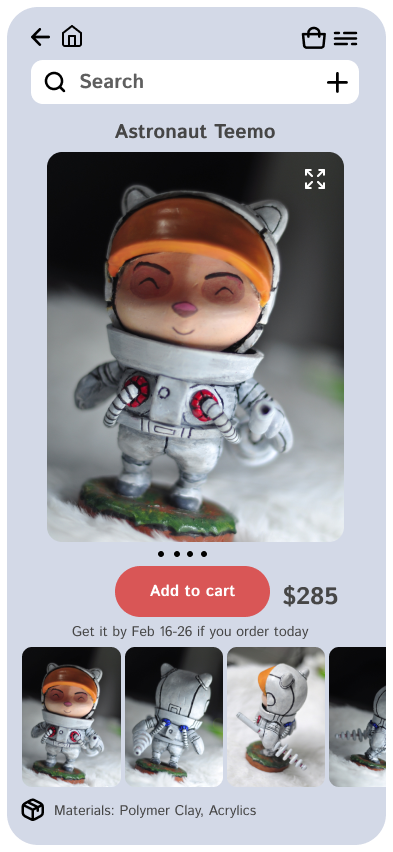 Search
Astronaut Teemo
Add to cart
$285
Get it by Feb 16-26 if you order today
Materials: Polymer Clay, Acrylics